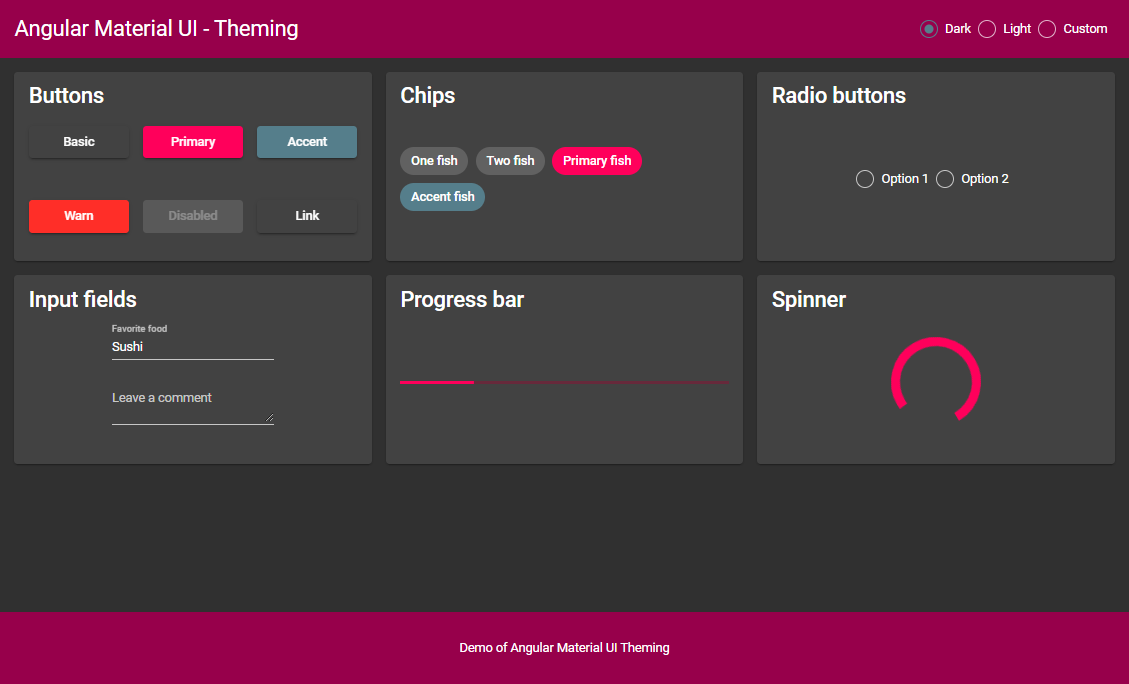 Angular Material UI - Theming
Dark Light Custom
Buttons
Basic Primary Accent
Warn Disabled Link
Chips
One fish Two fish Primary fish
Accent fish
Radio buttons
Option 1 Option 2
Input fields
Favorite food
Sushi
Leave a comment
Progress bar
Spinner
Demo of Angular Material UI Theming